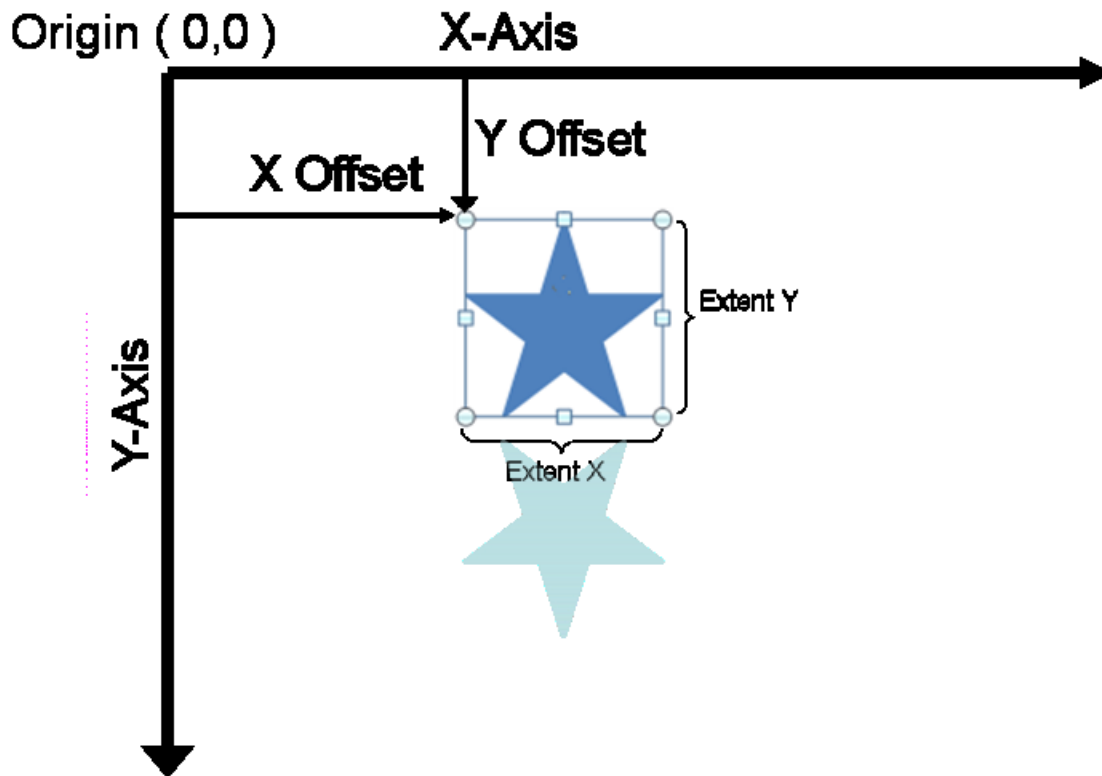 Origin ( 0,0 )
X-Axis
Y Offset
X Offset
Extent Y
Y-Axis
Extent X